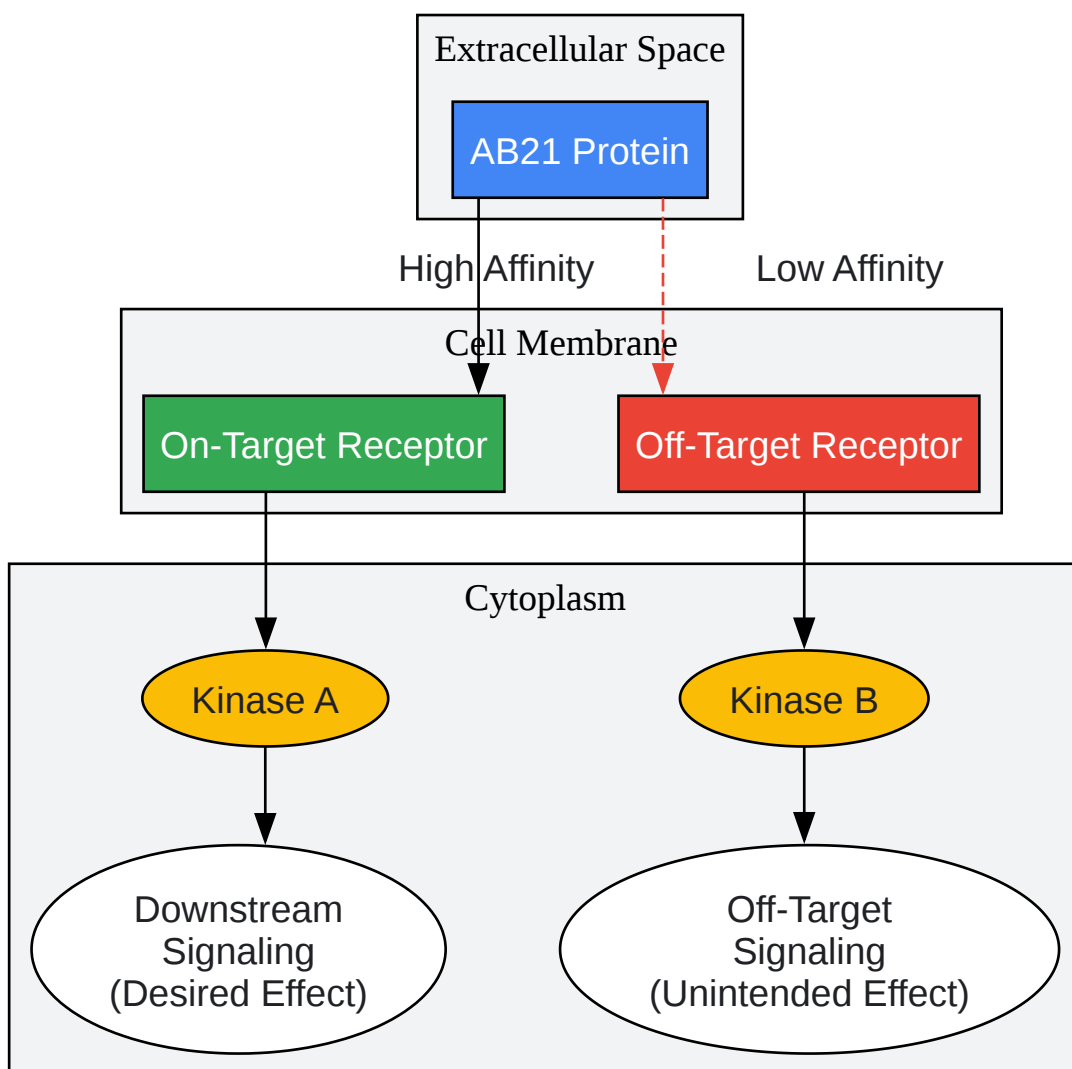 Extracellular Space
AB21 Protein
High Affinity
Low Affinity
Cell Membrane
On-Target Receptor
Off-Target Receptor
Cytoplasm
Kinase A
Kinase B
Downstream
Signaling
(Desired Effect)
Off-Target
Signaling
(Unintended Effect)